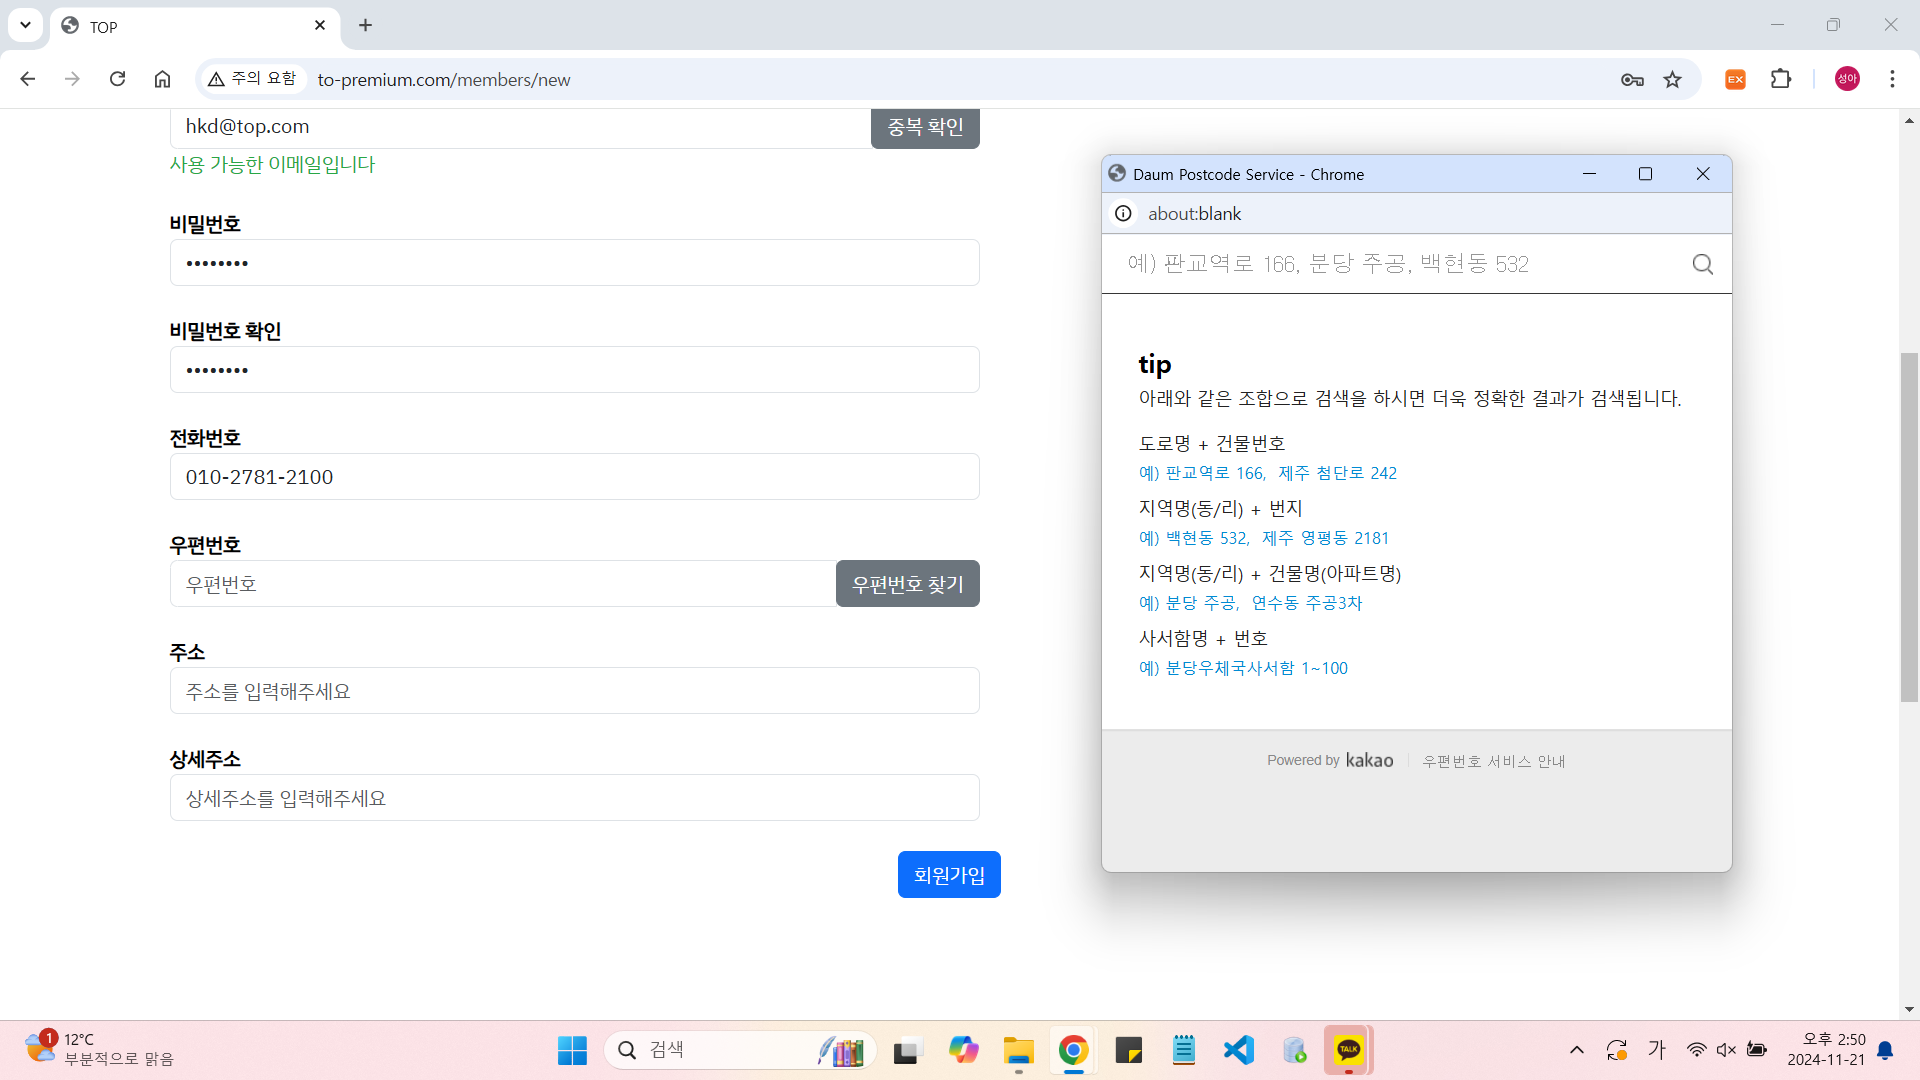 TOP
주의 요함
to-premium.com/members/new
EX
성아
hkd@top.com
중복 확인
사용 가능한 이메일입니다
비밀번호
••••••••
비밀번호 확인
••••••••
전화번호
010-2781-2100
우편번호
우편번호
우편번호 찾기
주소
주소를 입력해주세요
상세주소
상세주소를 입력해주세요
회원가입
Daum Postcode Service - Chrome
about:blank
예) 판교역로 166, 분당 주공, 백현동 532
tip
아래와 같은 조합으로 검색을 하시면 더욱 정확한 결과가 검색됩니다.
도로명 + 건물번호
예) 판교역로 166, 제주 첨단로 242
지역명(동/리) + 번지
예) 백현동 532, 제주 영평동 2181
지역명(동/리) + 건물명(아파트명)
예) 분당 주공, 연수동 주공3차
사서함명 + 번호
예) 분당우체국사서함 1~100
Powered by kakao
우편번호 서비스 안내
1
12°C
부분적으로 맑음
검색
TALK
가
오후 2:50
2024-11-21